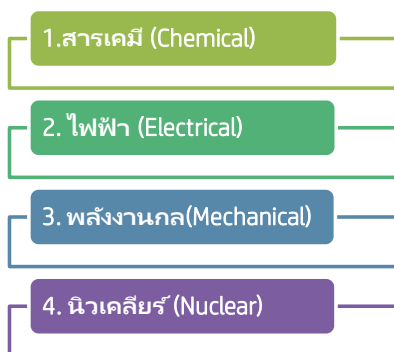 1.สารเคมี (Chemical)
2. ไฟฟ้า (Electrical)
3. พลังงานกล(Mechanical)
4. นิวเคลียร์ (Nuclear)